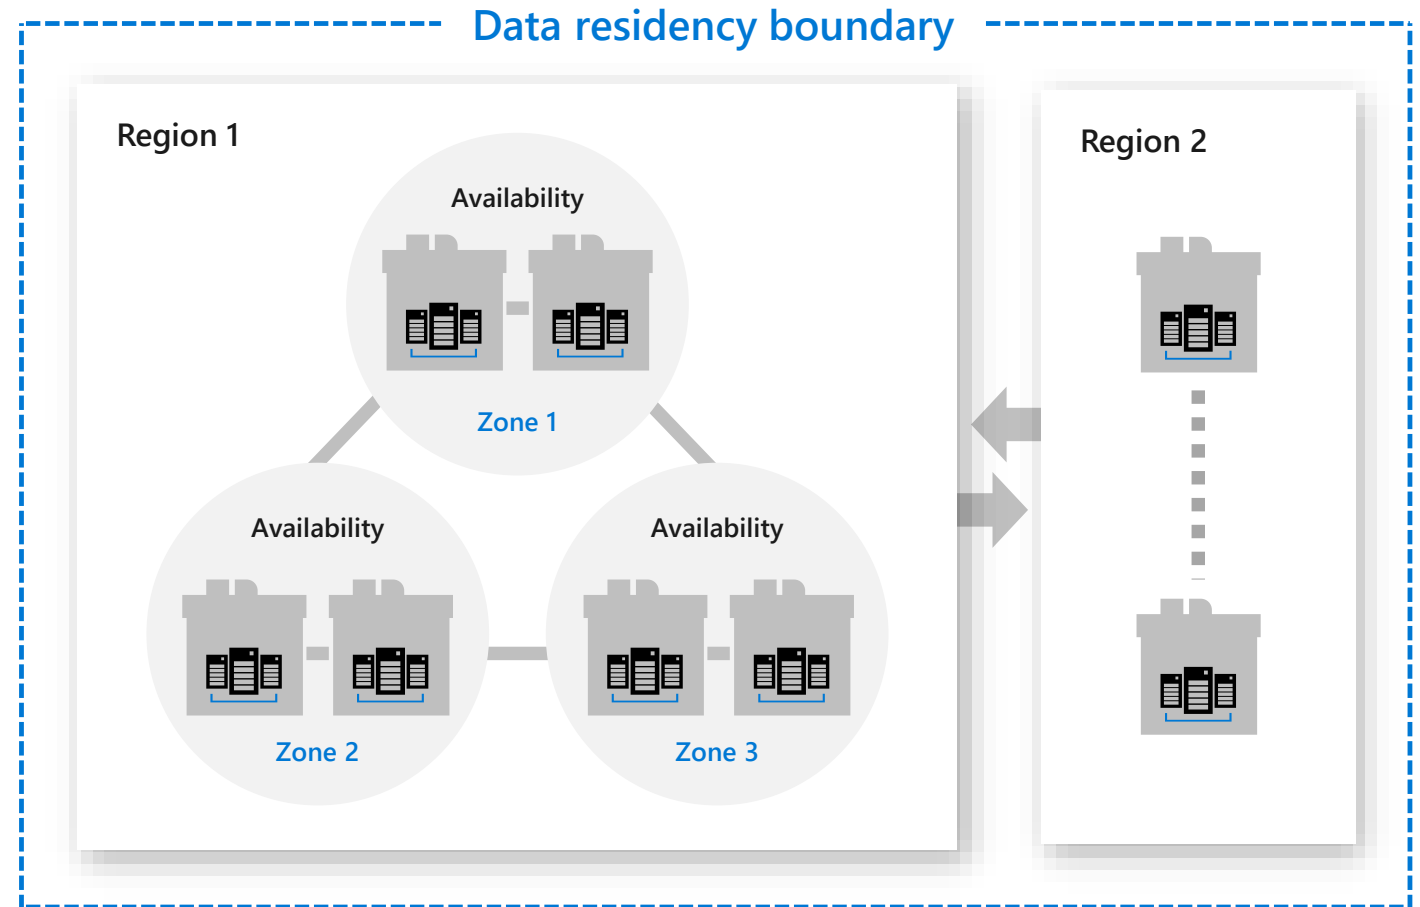 Data residency boundary
Region 1
Availability
Zone 1
Availability
Zone 2
Availability
Zone 3
Region 2